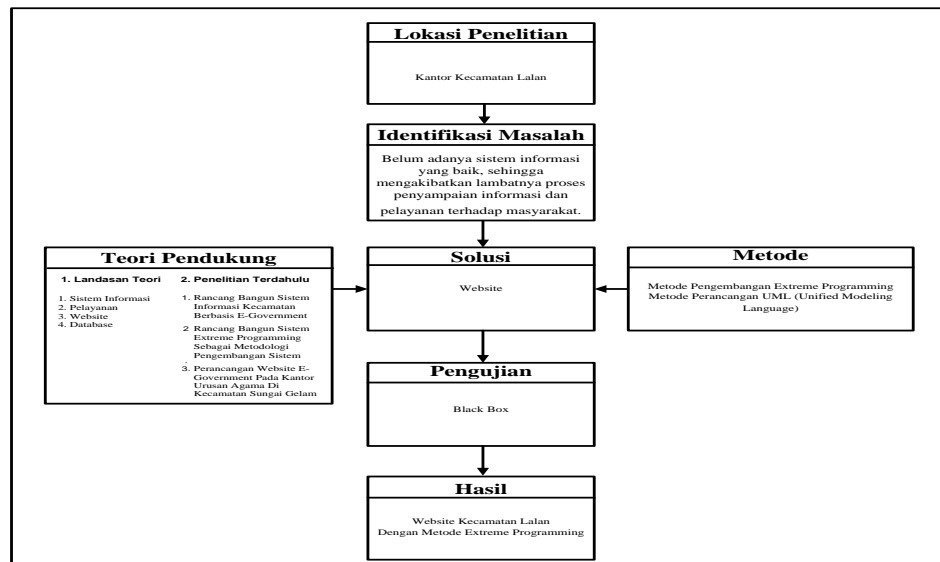 Lokasi Penelitian
Kantor Kecamatan Lalan
Identifikasi Masalah
Belum adanya sistem informasi
yang baik, sehingga
mengakibatkan lambatnya proses
penyampaian informasi dan
pelayanan terhadap masyarakat.
Teori Pendukung
1. Landasan Teori
1. Sistem Informasi
2. Pelayanan
3. Website
4. Database
2. Penelitian Terdahulu
1. Rancang Bangun Sistem
Informasi Kecamatan
Berbasis E-Government
2 Rancang Bangun Sistem
. Extreme Programming
Sebagai Metodologi
Pengembangan Sistem
3. Perancangan Website E-
Government Pada Kantor
Urusan Agama Di
Kecamatan Sungai Gelam
Solusi
Website
Metode
Metode Pengembangan Extreme Programming
Metode Perancangan UML (Unified Modeling
Language)
Pengujian
Black Box
Hasil
Website Kecamatan Lalan
Dengan Metode Extreme Programming